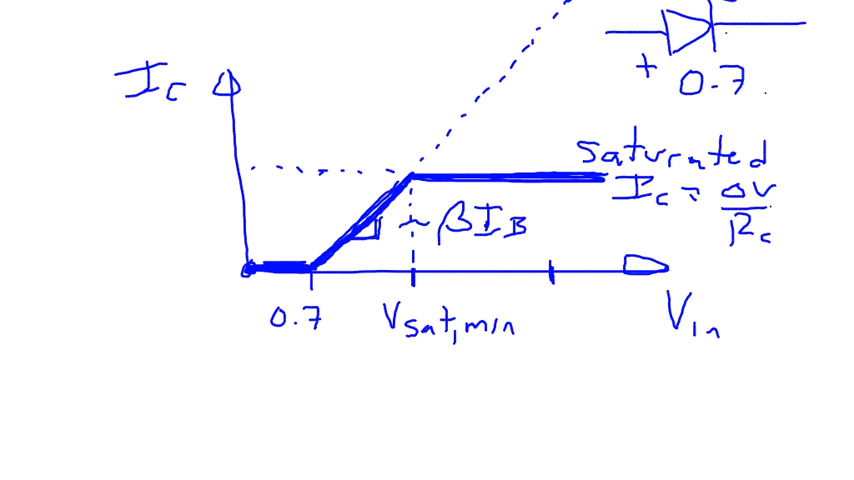 +
0.7
I_C
saturated
I_C = ΔV/R_C
~ βI_B
0.7
V_sat,min
V_in